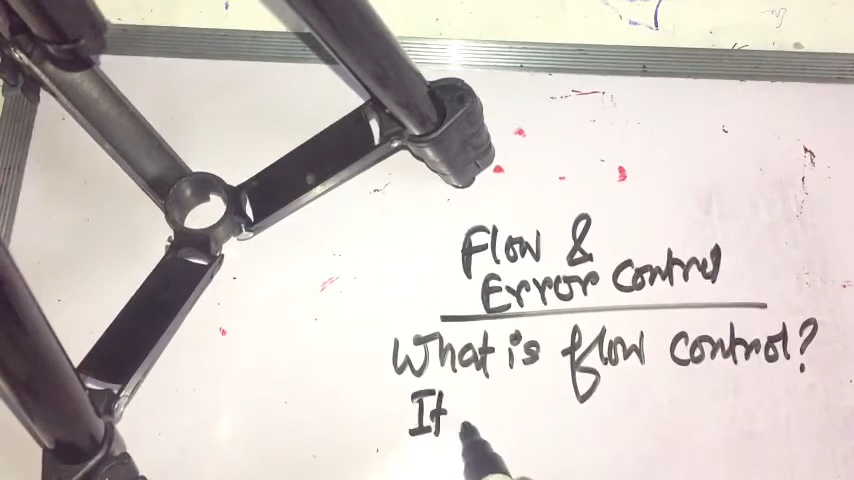 Flow &
Error control
What is flow control?
It